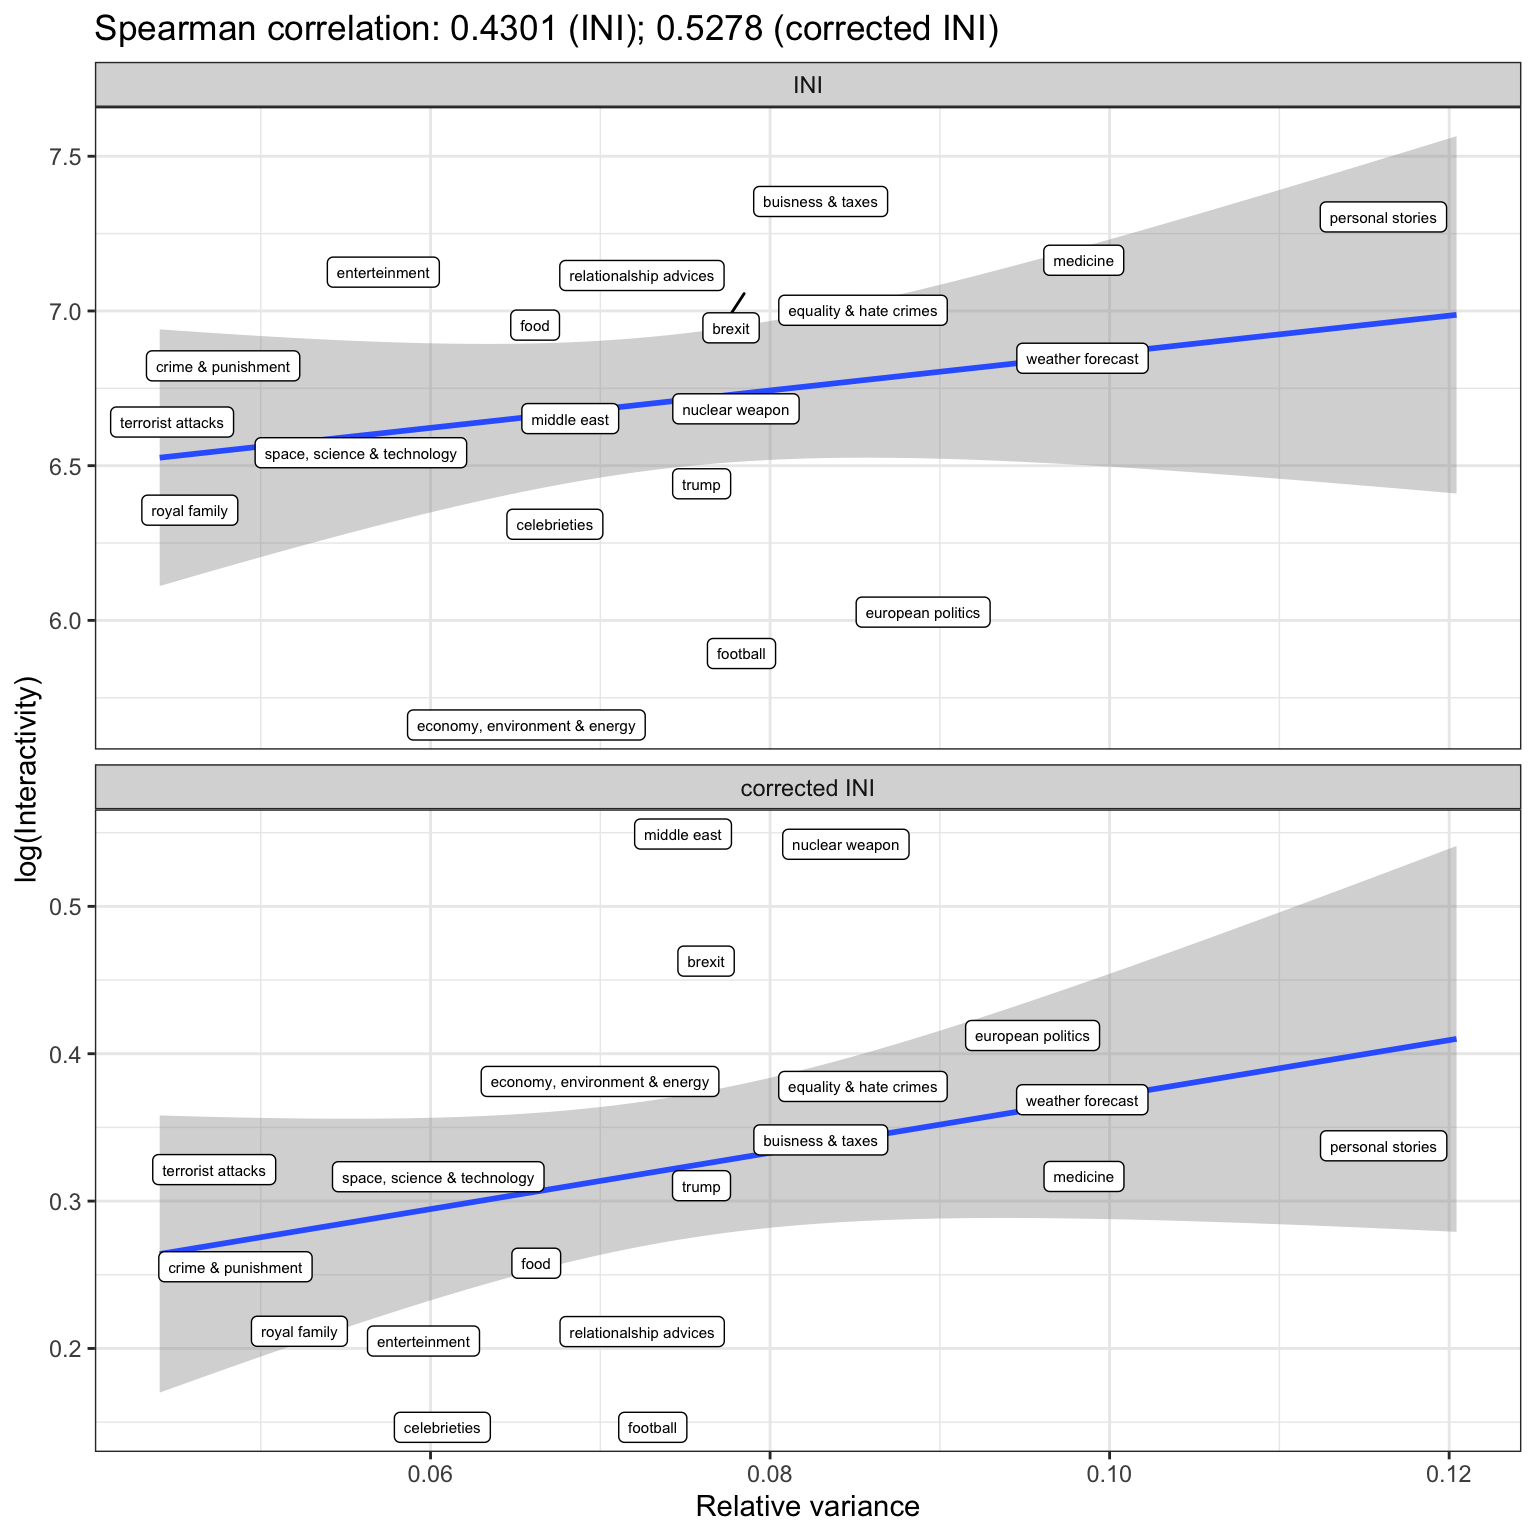 Spearman correlation: 0.4301 (INI); 0.5278 (corrected INI)
INI
7.5
buisness & taxes
personal stories
medicine
enterteinment
relationalship advices
7.0
equality & hate crimes
food
brexit
weather forecast
crime & punishment
nuclear weapon
middle east
terrorist attacks
space, science & technology
6.5
trump
royal family
celebrieties
6.0
european politics
football
economy, environment & energy
log(Interactivity)
corrected INI
middle east
nuclear weapon
0.5
brexit
european politics
0.4
economy, environment & energy
equality & hate crimes
weather forecast
buisness & taxes
personal stories
terrorist attacks
space, science & technology
medicine
trump
0.3
food
crime & punishment
royal family
relationalship advices
enterteinment
0.2
celebrieties
football
0.06 0.08 0.10 0.12
Relative variance